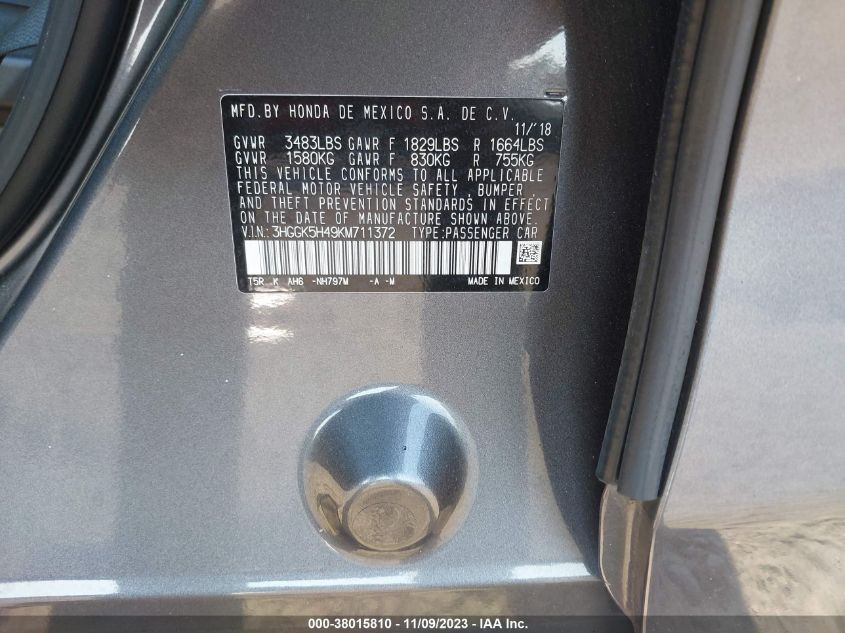 MFD.BY HONDA DE MEXICO S.A. DE C.V.
11/'18
GVWR 3483LBS GAWR F 1829LBS R 1664LBS
GVWR 1580KG GAWR F 830KG R 755KG
THIS VEHICLE CONFORMS TO ALL APPLICABLE
FEDERAL MOTOR VEHICLE SAFETY, BUMPER
AND THEFT PREVENTION STANDARDS IN EFFECT
ON THE DATE OF MANUFACTURE SHOWN ABOVE.
V.I.N.: 3HGGK5H49KM711372 TYPE:PASSENGER CAR
T5R K AH6 -NH797M -A -M MADE IN MEXICO
000-38015810 - 11/09/2023 - IAA Inc.